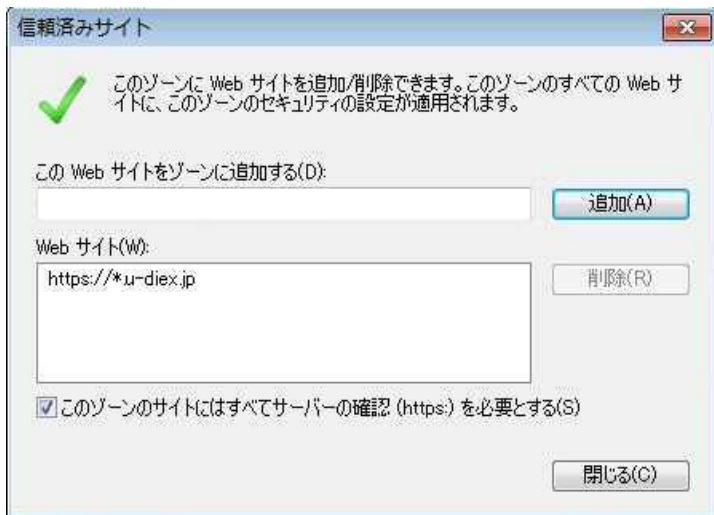 信頼済みサイト
このゾーンに Web サイトを追加/削除できます。このゾーンのすべての Web サ
イトに、このゾーンのセキュリティの設定が適用されます。
この Web サイトをゾーンに追加する(D):
追加(A)
Web サイト(W):
https://*.u-diex.jp
削除(R)
このゾーンのサイトにはすべてサーバーの確認 (https:) を必要とする(S)
閉じる(C)